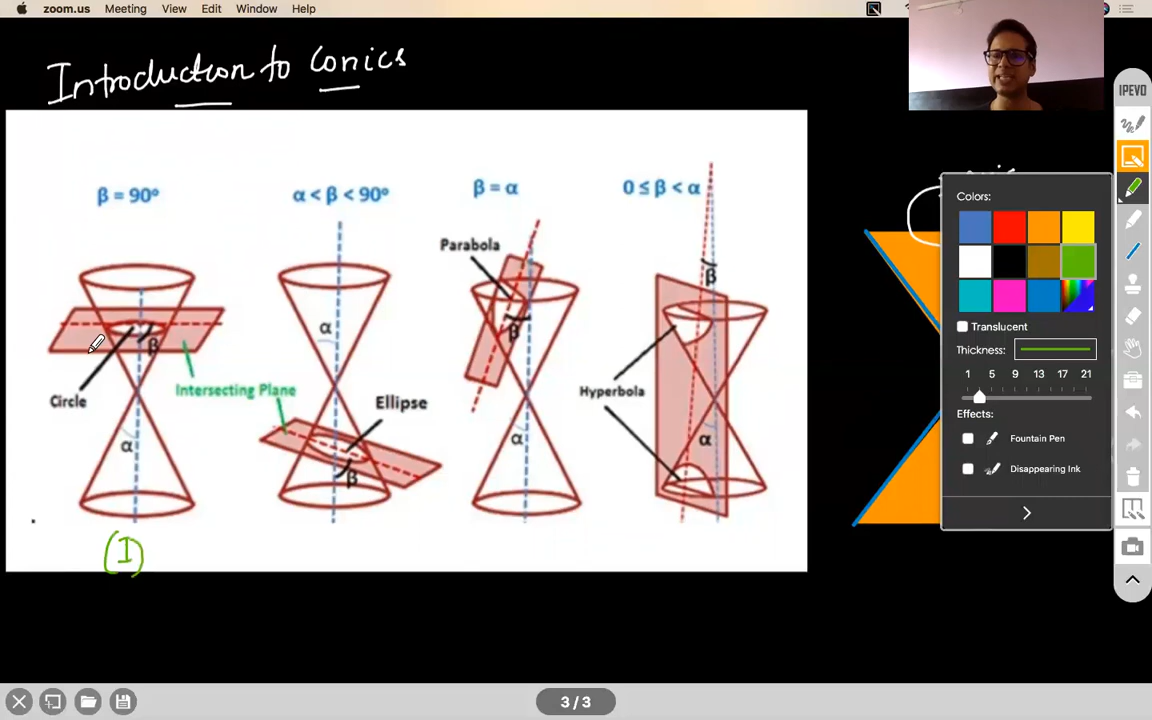 zoom.us Meeting View Edit Window Help
Introduction to Conics
IPEVO
β = 90°
α < β < 90°
β = α
0 ≤ β < α
Parabola
β
α
β
β
Circle
Intersecting Plane
Ellipse
Hyperbola
α
α
α
β
(I)
Colors:
Translucent
Thickness:
1 5 9 13 17 21
Effects:
Fountain Pen
Disappearing Ink
3 / 3